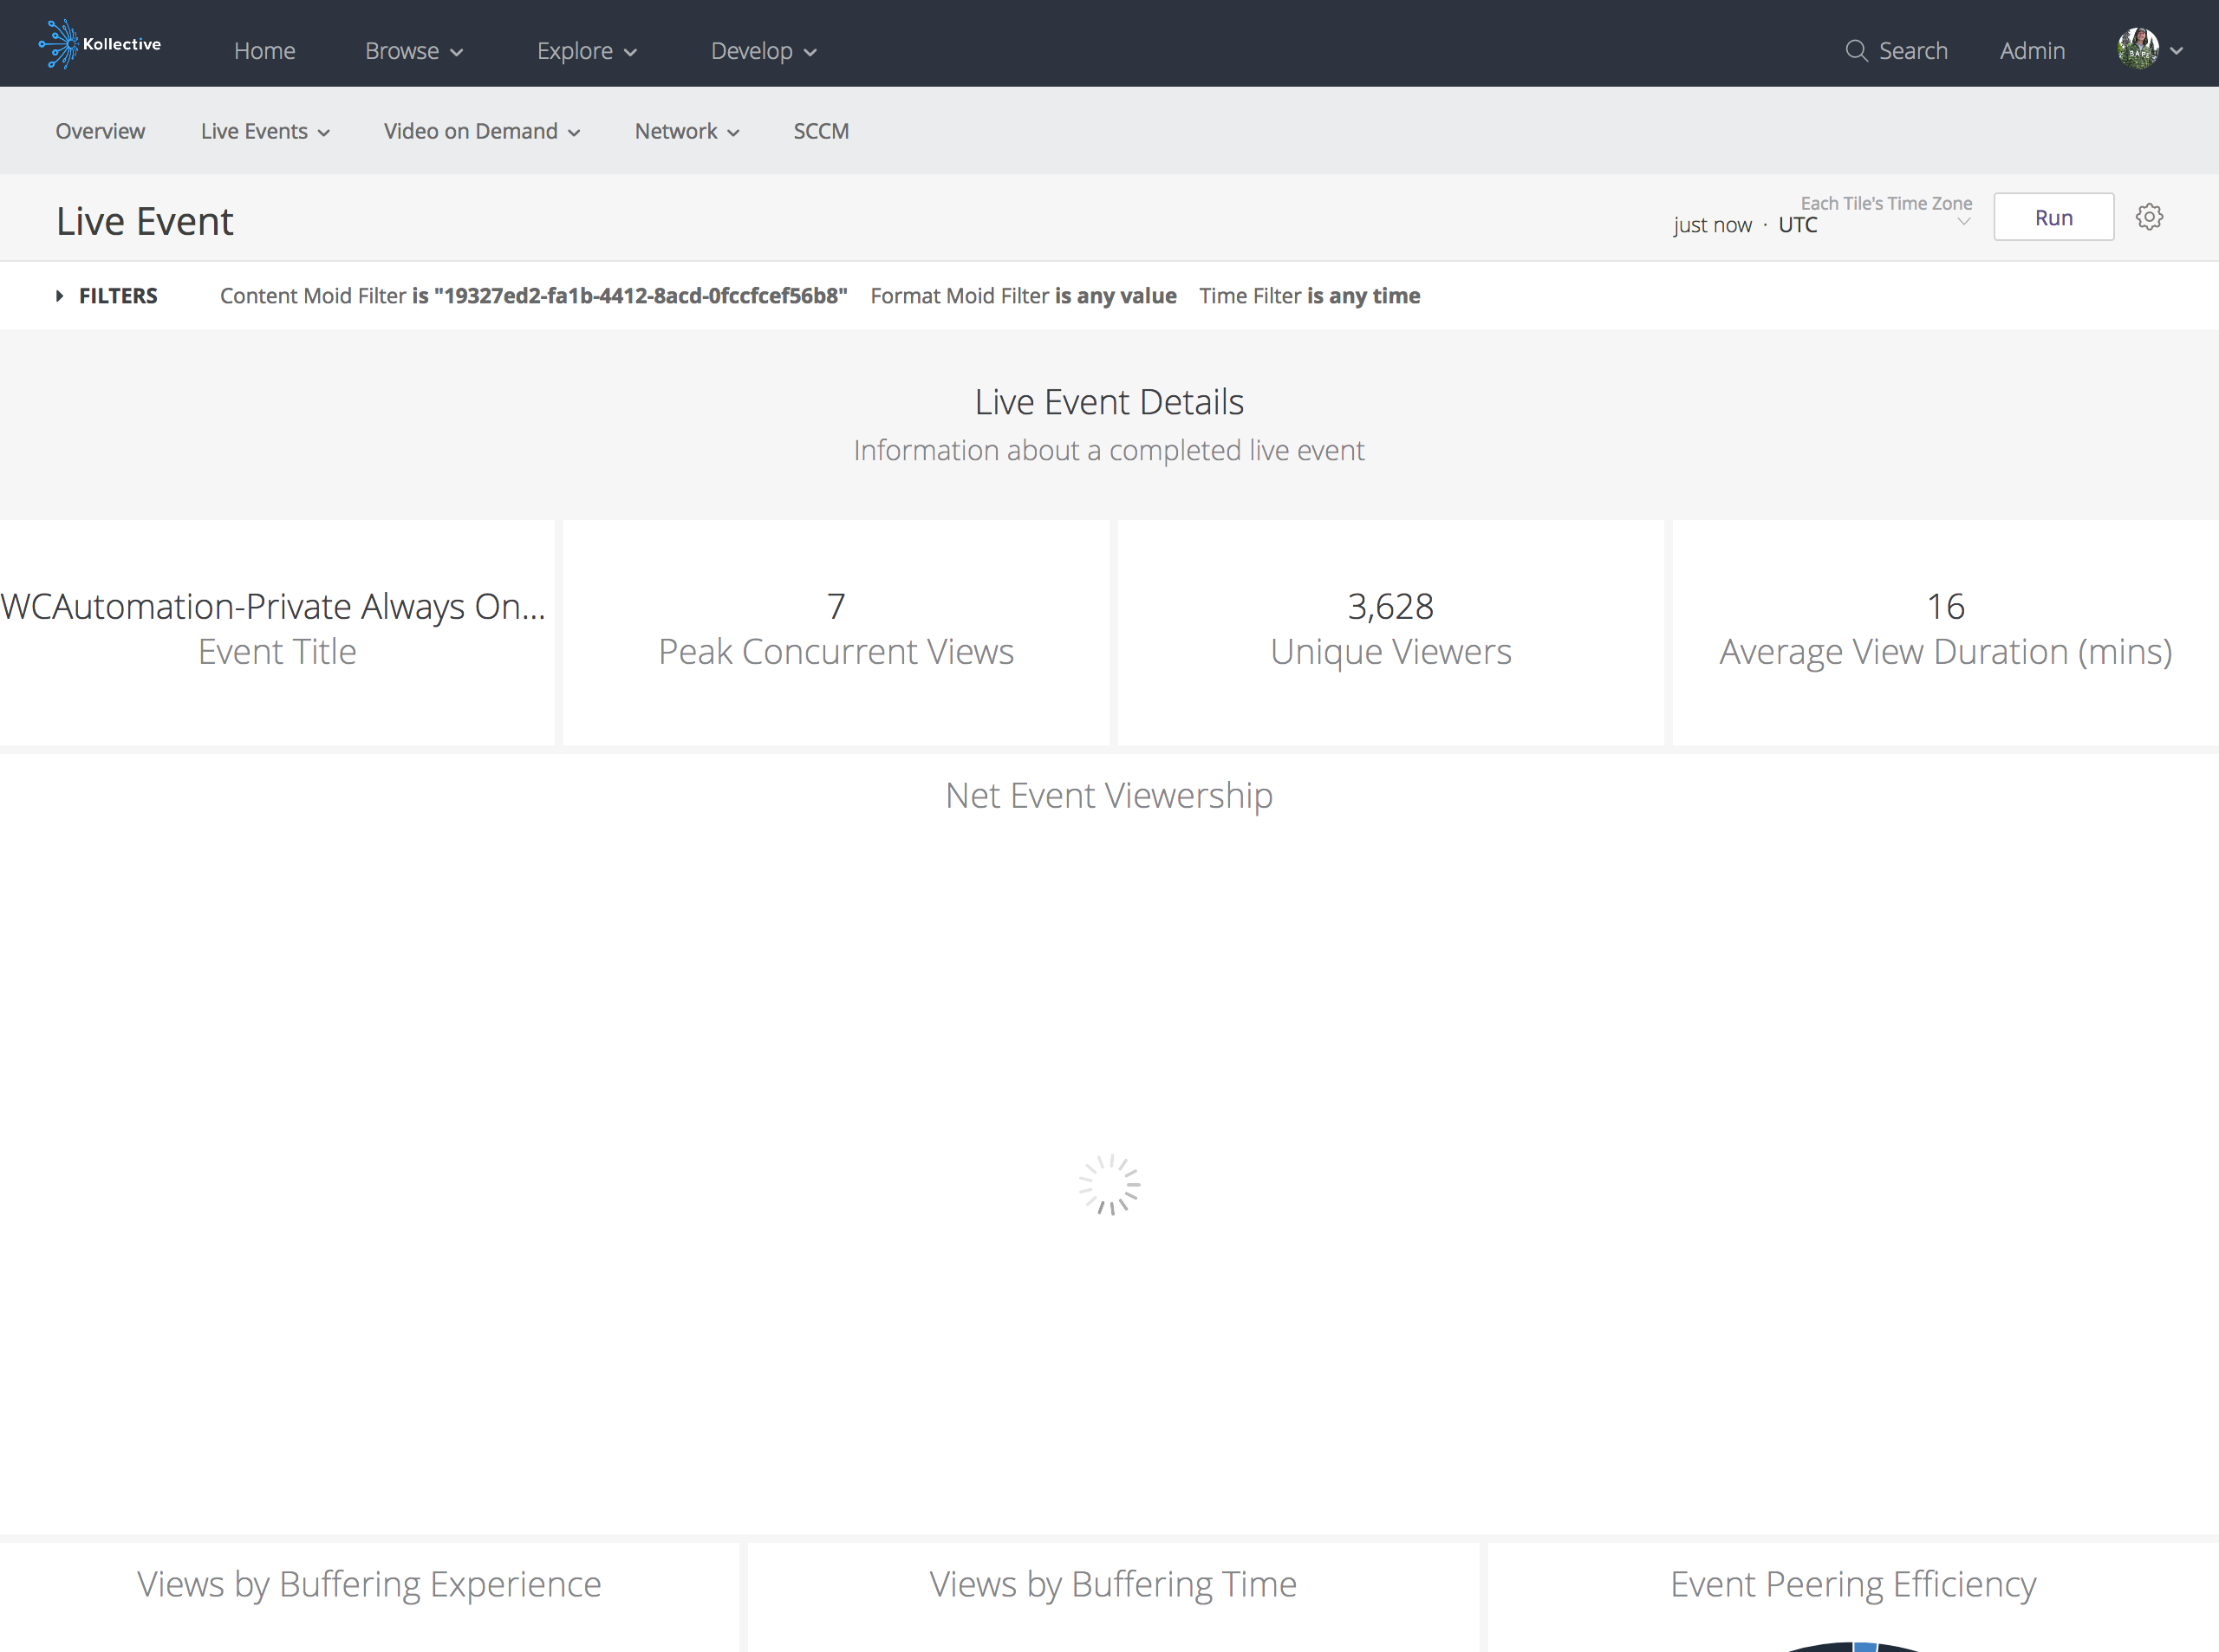 Kollective
Home
Browse
Explore
Develop
Search
Admin
Overview
Live Events
Video on Demand
Network
SCCM
Live Event
Each Tile's Time Zone
just now · UTC
Run
FILTERS
Content Moid Filter is "19327ed2-fa1b-4412-8acd-0fccfcef56b8"
Format Moid Filter is any value
Time Filter is any time
Live Event Details
Information about a completed live event
WCAutomation-Private Always On...
Event Title
7
Peak Concurrent Views
3,628
Unique Viewers
16
Average View Duration (mins)
Net Event Viewership
Views by Buffering Experience
Views by Buffering Time
Event Peering Efficiency